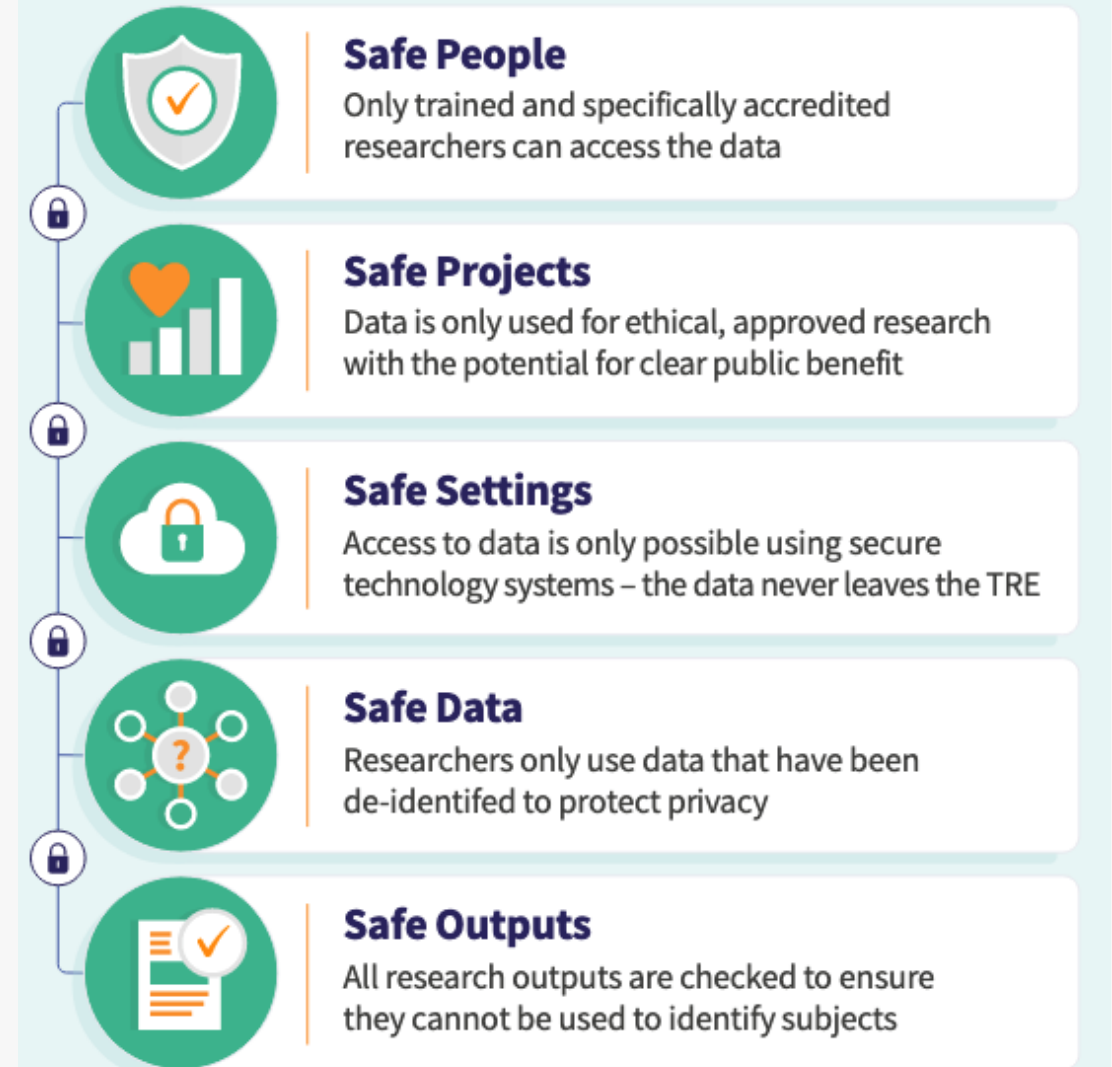 Safe People
Only trained and specifically accredited
researchers can access the data
Safe Projects
Data is only used for ethical, approved research
with the potential for clear public benefit
Safe Settings
Access to data is only possible using secure
technology systems – the data never leaves the TRE
?
Safe Data
Researchers only use data that have been
de-identifed to protect privacy
Safe Outputs
All research outputs are checked to ensure
they cannot be used to identify subjects